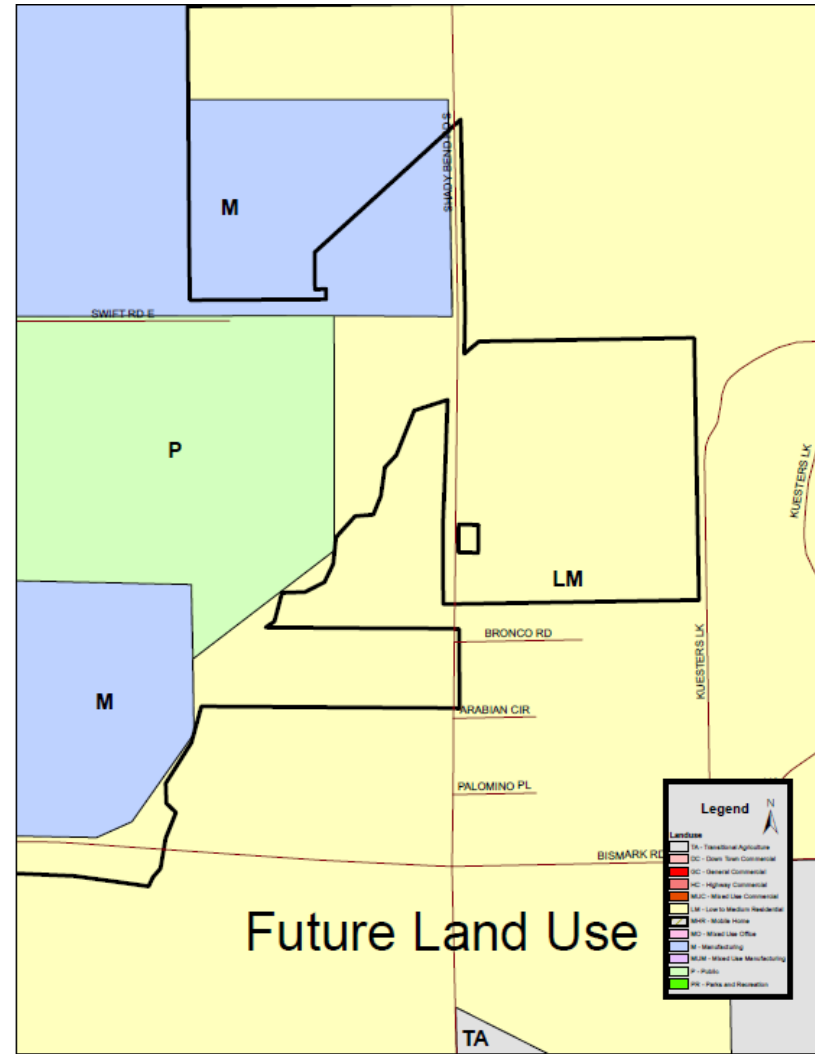 SHADY BEND RD S
M
SWIFT RD E
P
KUESTERS LK
LM
BRONCO RD
KUESTERS LK
M
ARABIAN CIR
PALOMINO PL
BISMARK RD
Future Land Use
TA
Legend
N
Landuse
TA - Transitional Agriculture
DC - Down Town Commercial
GC - General Commercial
HC - Highway Commercial
MUC - Mixed Use Commercial
LM - Low to Medium Residential
MHR - Mobile Home
MO - Mixed Use Office
M - Manufacturing
MUM - Mixed Use Manufacturing
P - Public
PR - Parks and Recreation